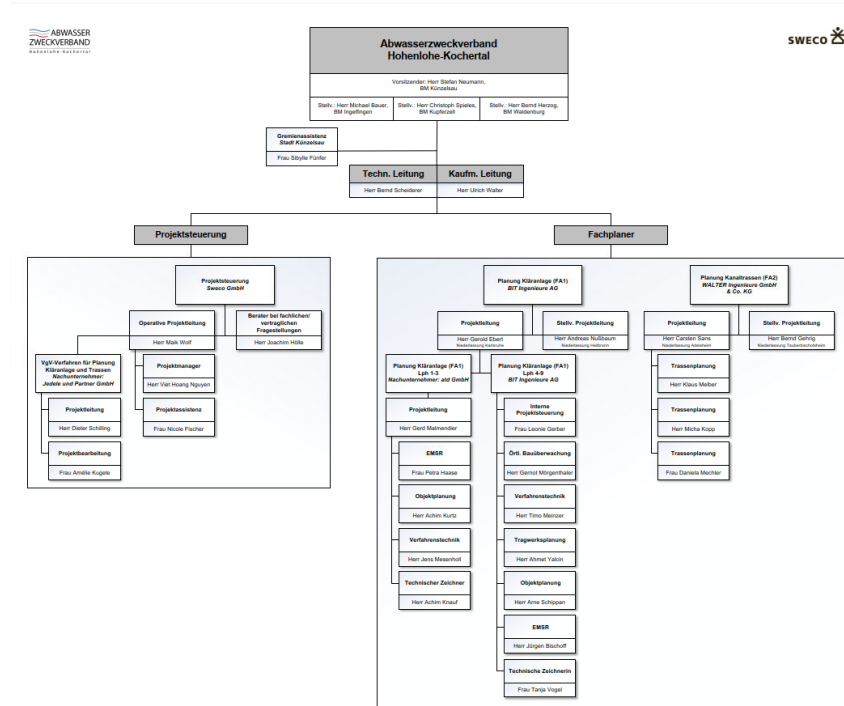 ABWASSER
ZWECKVERBAND
Hohenlohe-Kochertal
SWECO
Abwasserzweckverband
Hohenlohe-Kochertal
Vorsitzender: Herr Stefan Neumann,
BM Künzelsau
Stellv.: Herr Michael Bauer,
BM Ingelfingen
Stellv.: Herr Christoph Spieles,
BM Kupferzell
Stellv.: Herr Bernd Herzog,
BM Waldenburg
Gremienassistenz
Stadt Künzelsau
Frau Sibylle Fünfer
Techn. Leitung
Herr Bernd Scheiderer
Kaufm. Leitung
Herr Ulrich Walter
Projektsteuerung
Projektsteuerung
Sweco GmbH
Operative Projektleitung
Herr Maik Wolf
Berater bei fachlichen/
vertraglichen
Fragestellungen
Herr Joachim Hölle
VgV-Verfahren für Planung
Kläranlage und Trassen
Nachunternehmer:
Jedele und Partner GmbH
Projektleitung
Herr Dieter Schilling
Projektbearbeitung
Frau Amélie Kugele
Projektmanager
Herr Viet Hoang Nguyen
Projektassistenz
Frau Nicole Fischer
Fachplaner
Planung Kläranlage (FA1)
BIT Ingenieure AG
Projektleitung
Herr Gerold Ebert
Niederlassung Karlsruhe
Stellv. Projektleitung
Herr Andreas Nußbaum
Niederlassung Heilbronn
Planung Kläranlage (FA1)
Lph 1-3
Nachunternehmer: atd GmbH
Projektleitung
Herr Gerd Malmendier
EMSR
Frau Petra Haase
Objektplanung
Herr Achim Kurtz
Verfahrenstechnik
Herr Jens Mesenholl
Technischer Zeichner
Herr Achim Knauf
Planung Kläranlage (FA1)
Lph 4-9
BIT Ingenieure AG
Interne
Projektsteuerung
Frau Leonie Gerber
Örtl. Bauüberwachung
Herr Gernot Mörgenthaler
Verfahrenstechnik
Herr Timo Meinzer
Tragwerksplanung
Herr Ahmet Yalcin
Objektplanung
Herr Arne Schippan
EMSR
Herr Jürgen Bischoff
Technische Zeichnerin
Frau Tanja Vogel
Planung Kanaltrassen (FA2)
WALTER Ingenieure GmbH
& Co. KG
Projektleitung
Herr Carsten Sans
Niederlassung Adelsheim
Stellv. Projektleitung
Herr Bernd Gehrig
Niederlassung Tauberbischofsheim
Trassenplanung
Herr Klaus Melber
Trassenplanung
Herr Micha Kopp
Trassenplanung
Frau Daniela Mechler